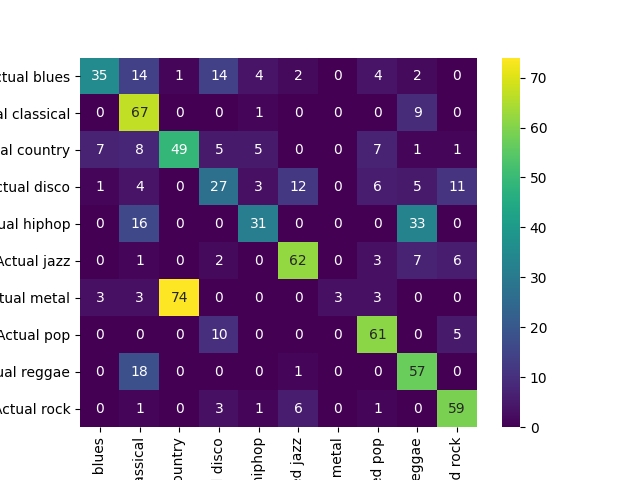 ctual blues 35 14 1 14 4 2 0 4 2 0
al classical 0 67 0 0 1 0 0 0 9 0
al country 7 8 49 5 5 0 0 7 1 1
ctual disco 1 4 0 27 3 12 0 6 5 11
ual hiphop 0 16 0 0 31 0 0 0 33 0
Actual jazz 0 1 0 2 0 62 0 3 7 6
tual metal 3 3 74 0 0 0 3 3 0 0
Actual pop 0 0 0 10 0 0 0 61 0 5
ual reggae 0 18 0 0 0 1 0 0 57 0
Actual rock 0 1 0 3 1 6 0 1 0 59
blues
assical
ountry
disco
hiphop
ed jazz
metal
ed pop
eggae
d rock
70
60
50
40
30
20
10
0